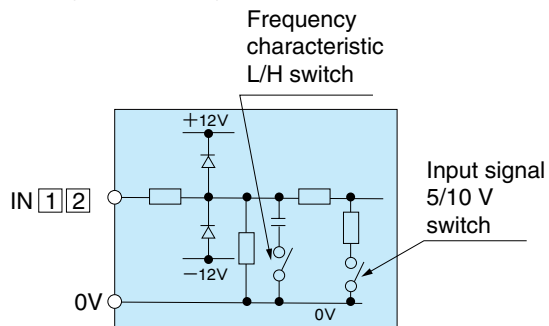 Frequency
characteristic
L/H switch
+12V
IN 1 2
Input signal
5/10 V
switch
−12V
0V
0V